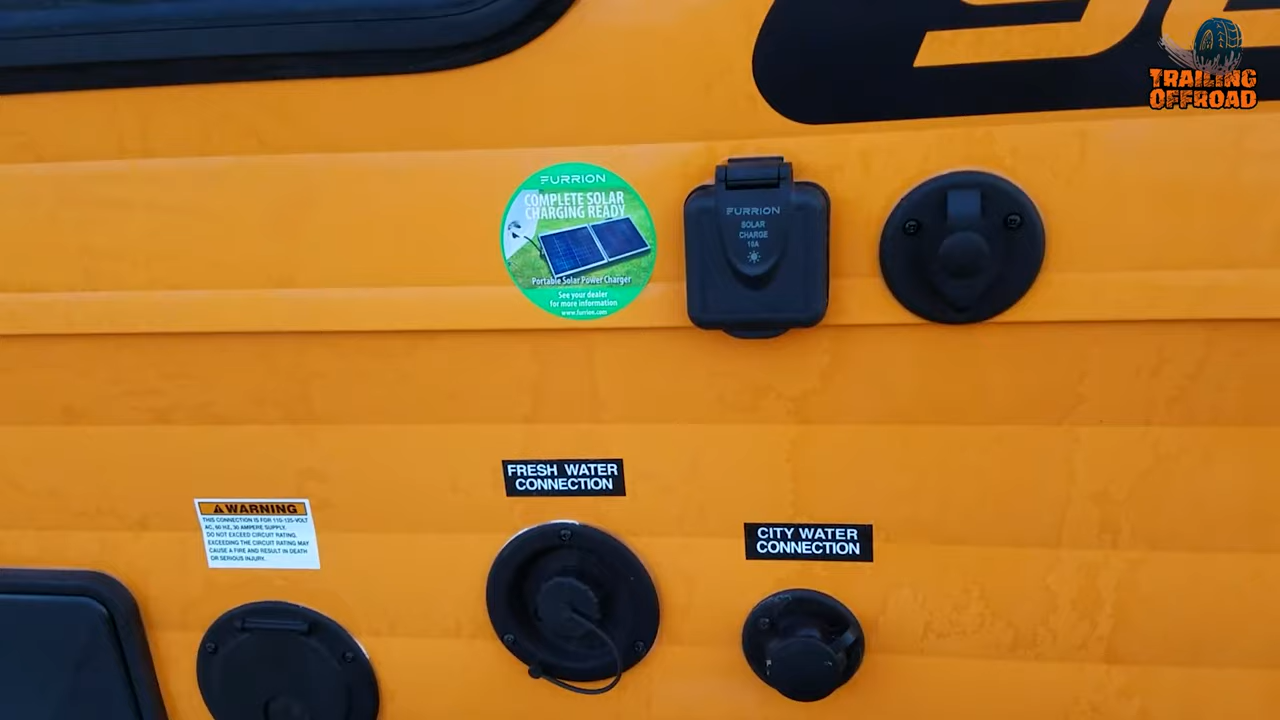 TRAILING
OFFROAD
FURRION
COMPLETE SOLAR
CHARGING READY
Portable Solar Power Charger
See your dealer
for more information
www.furrion.com
FURRION
SOLAR
CHARGE
10A
FRESH WATER
CONNECTION
WARNING
THIS CONNECTION IS FOR 110-125-VOLT
AC, 60 HZ, 30 AMPERE SUPPLY.
DO NOT EXCEED CIRCUIT RATING.
EXCEEDING THE CIRCUIT RATING MAY
CAUSE A FIRE AND RESULT IN DEATH
OR SERIOUS INJURY.
CITY WATER
CONNECTION